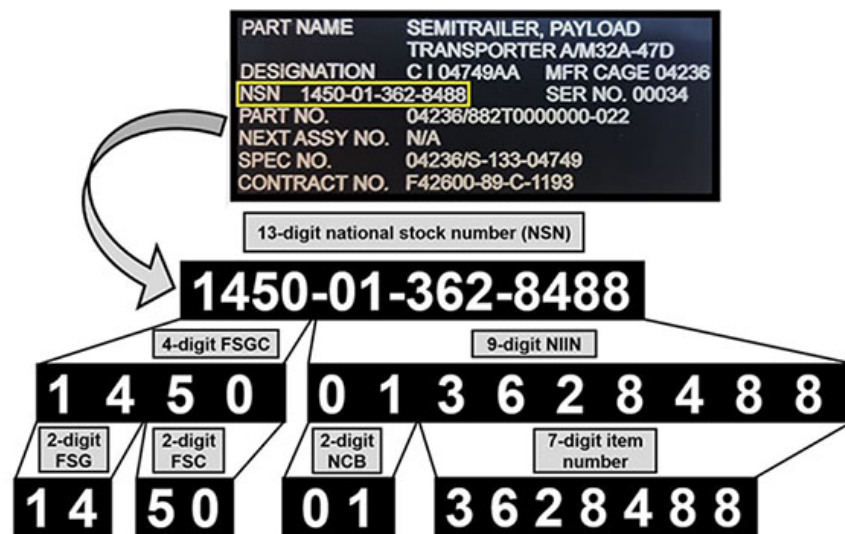 PART NAME SEMITRAILER, PAYLOAD
TRANSPORTER A/M32A-47D
DESIGNATION C I 04749AA MFR CAGE 04236
NSN 1450-01-362-8488 SER NO. 00034
PART NO. 04236/882T0000000-022
NEXT ASSY NO. N/A
SPEC NO. 04236/S-133-04749
CONTRACT NO. F42600-89-C-1193
13-digit national stock number (NSN)
1450-01-362-8488
4-digit FSGC 9-digit NIIN
1 4 5 0 0 1 3 6 2 8 4 8 8
2-digit FSG
2-digit FSC
2-digit NCB
7-digit item number
1 4 5 0 0 1 3 6 2 8 4 8 8